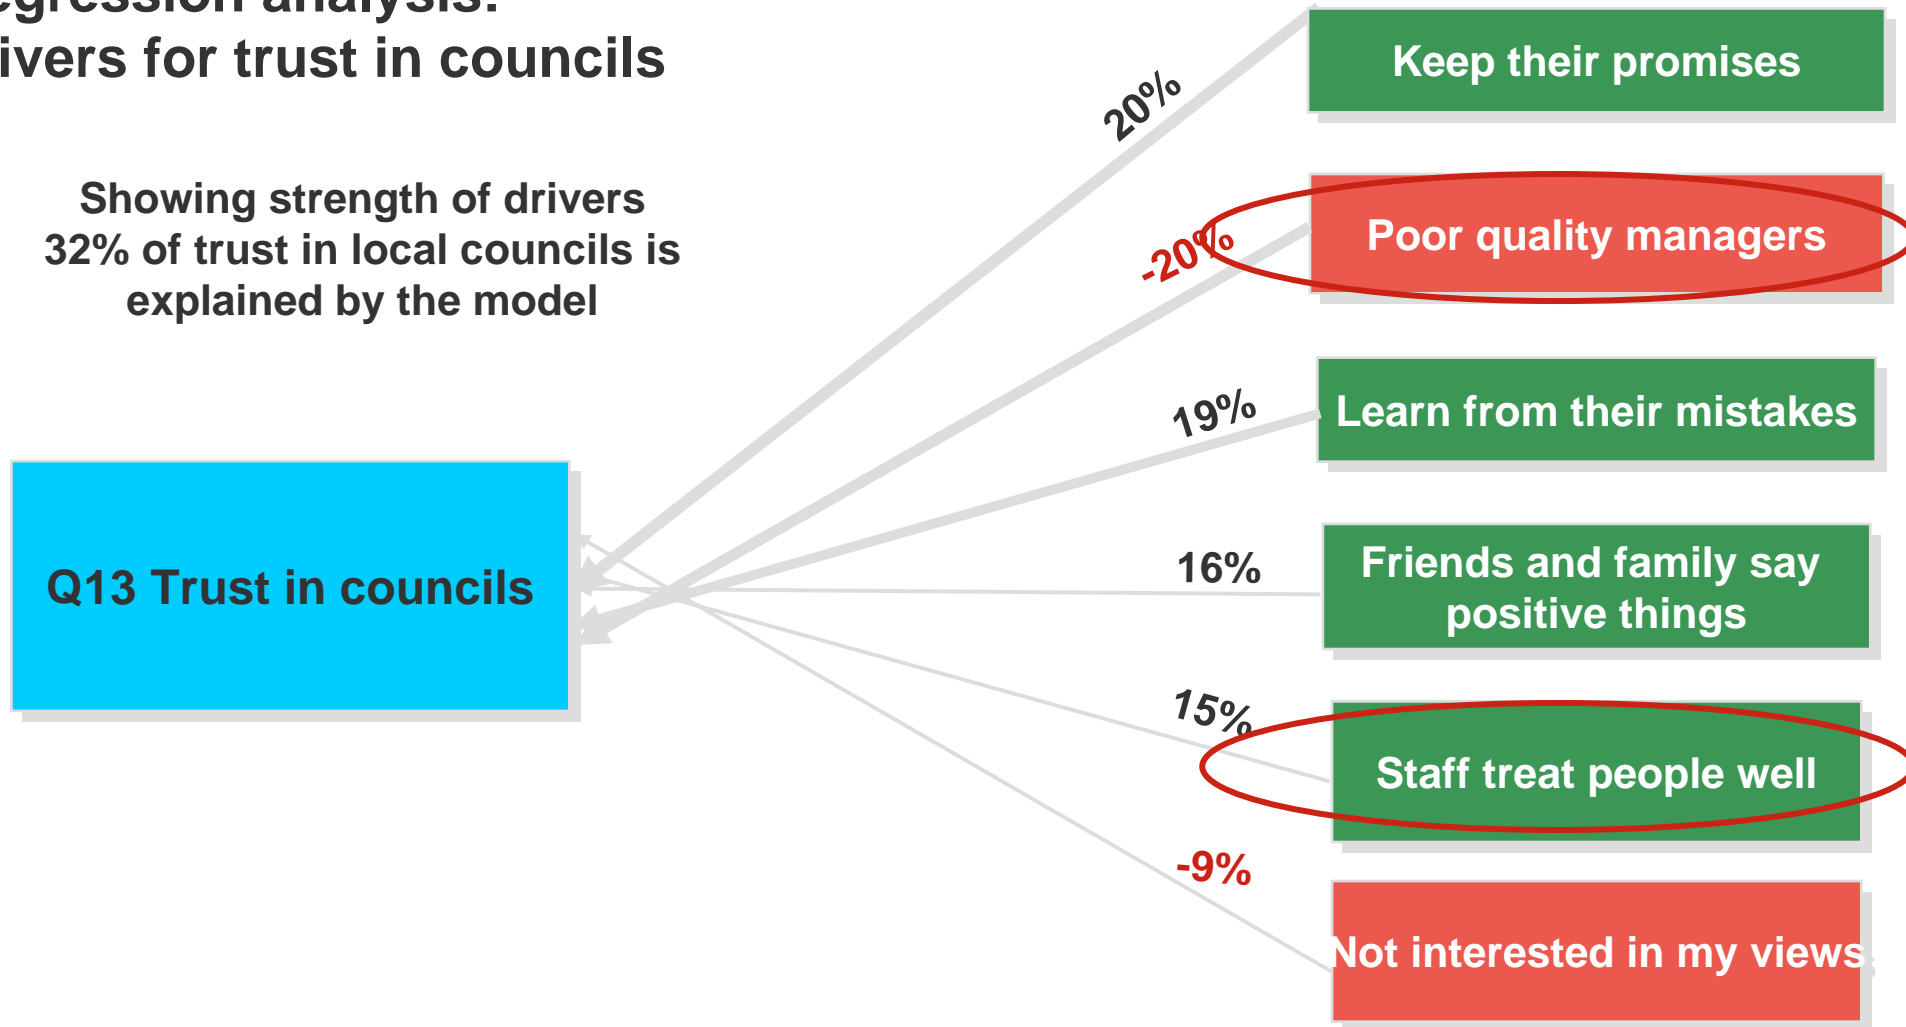 egression analysis:
ivers for trust in councils
Showing strength of drivers
32% of trust in local councils is
explained by the model
Q13 Trust in councils
20%
Keep their promises
-20%
Poor quality managers
19%
Learn from their mistakes
16%
Friends and family say
positive things
15%
Staff treat people well
-9%
Not interested in my views